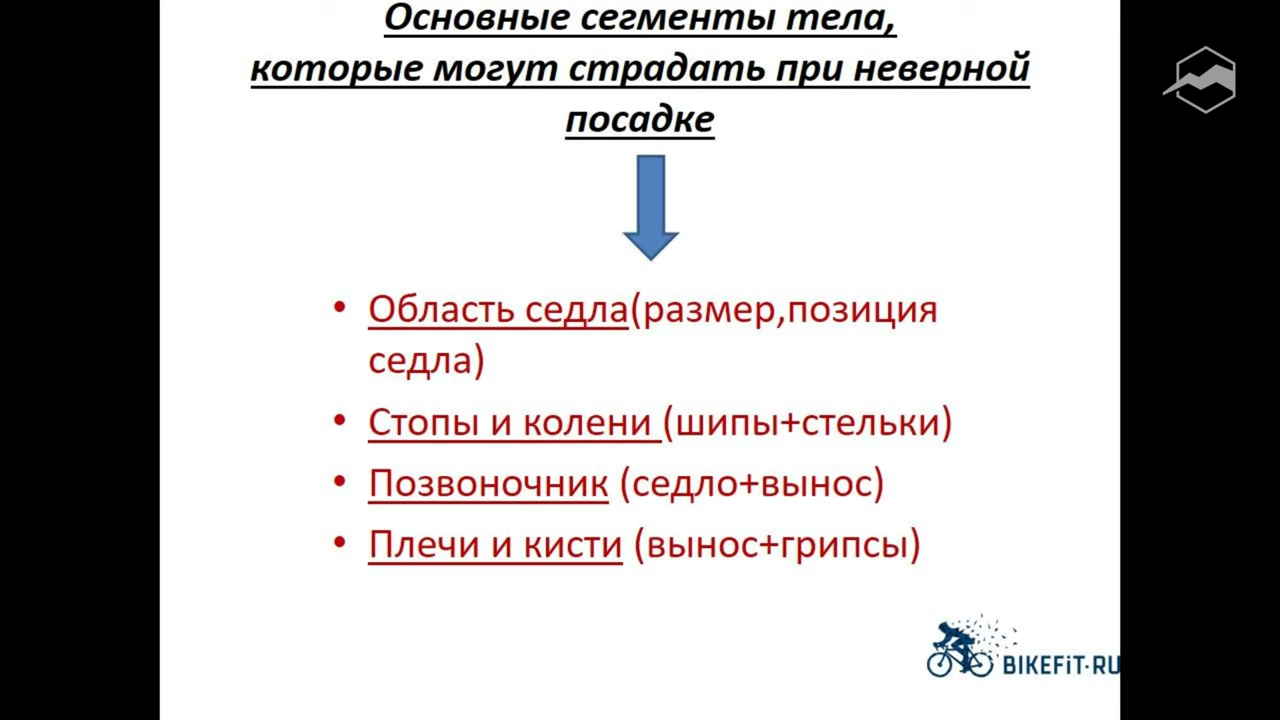 Основные сегменты тела,
которые могут страдать при неверной
посадке
• Область седла(размер,позиция
седла)
• Стопы и колени (шипы+стельки)
• Позвоночник (седло+вынос)
• Плечи и кисти (вынос+грипсы)
BIKEFIT·RU